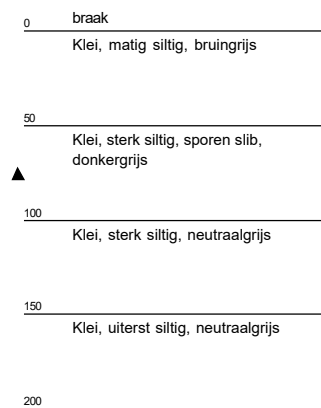 braak
0
Klei, matig siltig, bruingrijs
50
Klei, sterk siltig, sporen slib,
donkergrijs
100
Klei, sterk siltig, neutraalgrijs
150
Klei, uiterst siltig, neutraalgrijs
200